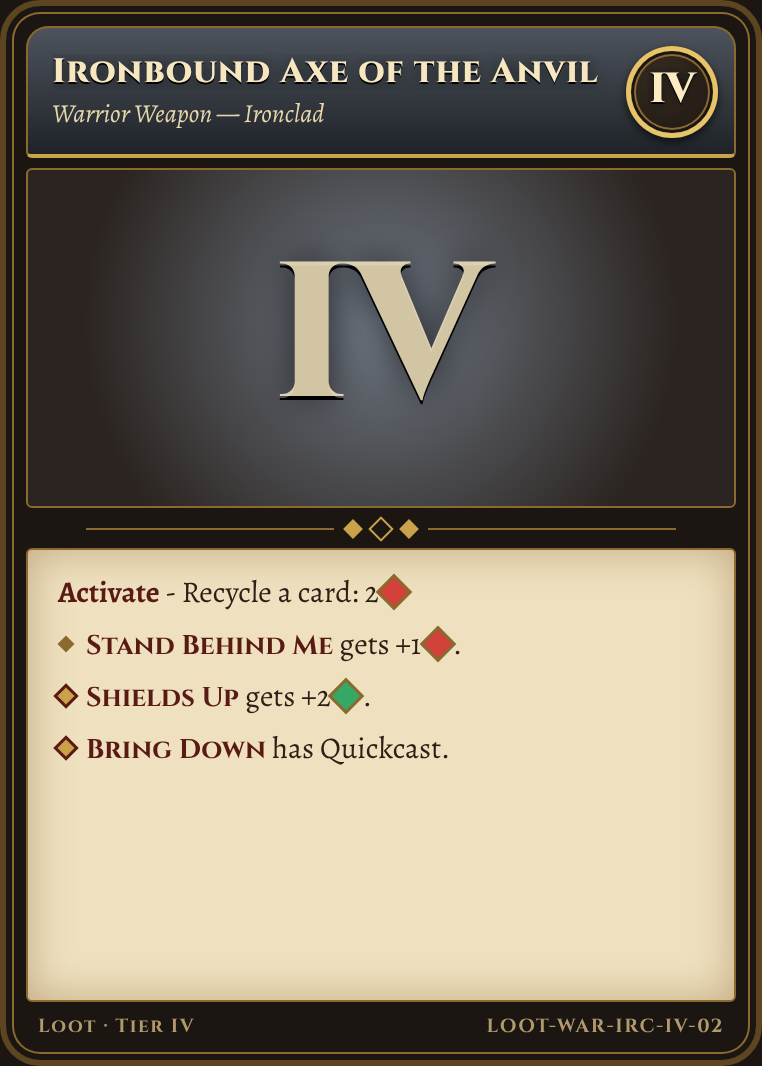 Ironbound Axe of the Anvil
IV
Warrior Weapon — Ironclad
IV
Activate - Recycle a card: 2
Stand Behind Me gets +1.
Shields Up gets +2.
Bring Down has Quickcast.
Loot · Tier IV
LOOT-WAR-IRC-IV-02